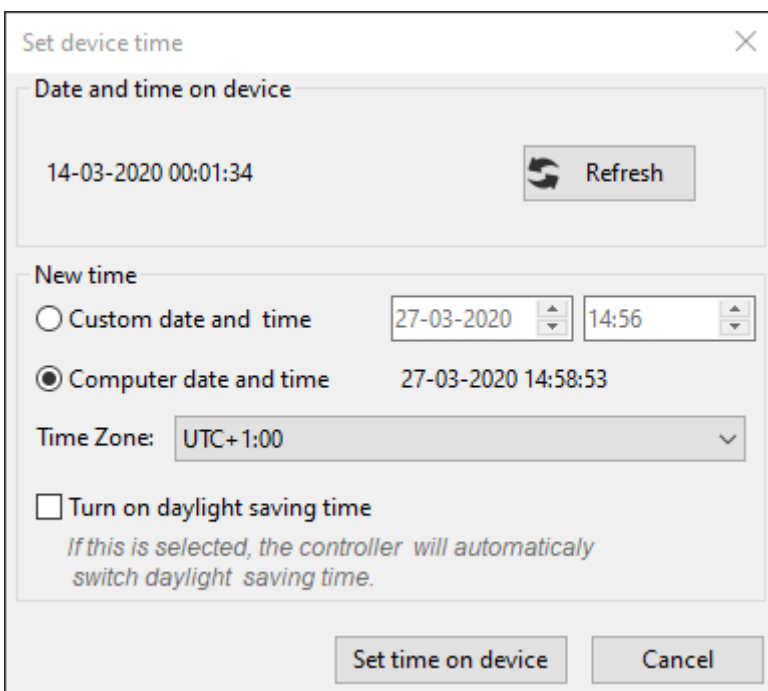 Set device time
Date and time on device
14-03-2020 00:01:34
Refresh
New time
Custom date and time
27-03-2020
14:56
Computer date and time
27-03-2020 14:58:53
Time Zone:
UTC+1:00
Turn on daylight saving time
If this is selected, the controller will automaticaly
switch daylight saving time.
Set time on device
Cancel